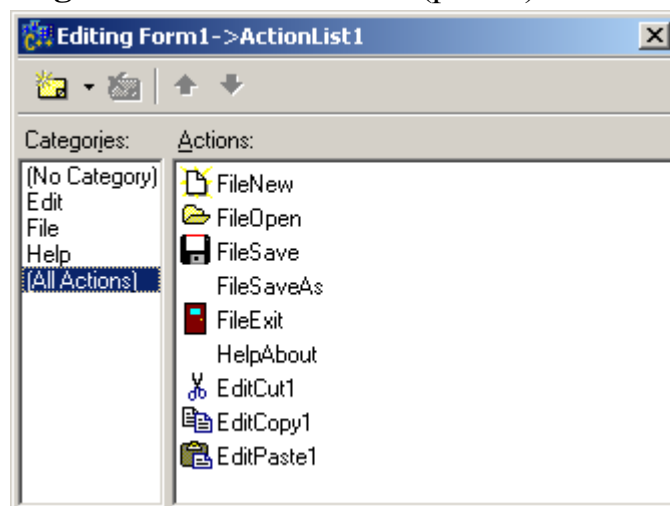 Editing Form1->ActionList1
Categories:
Actions:
(No Category)
Edit
File
Help
(All Actions)
FileNew
FileOpen
FileSave
FileSaveAs
FileExit
HelpAbout
EditCut1
EditCopy1
EditPaste1